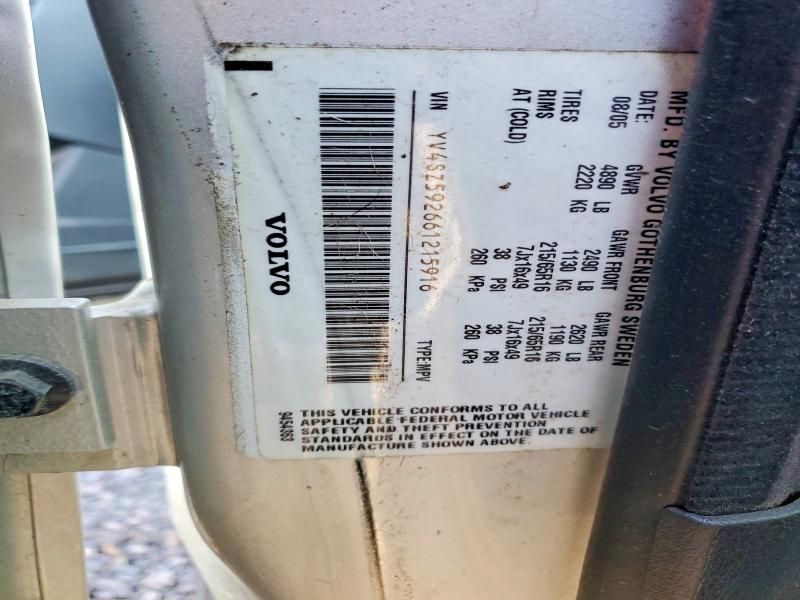 MFD. BY VOLVO GOTHENBURG SWEDEN
DATE: GVWR GAWR FRONT GAWR REAR
08/05 4890 LB 2490 LB 2620 LB
2220 KG 1130 KG 1190 KG
TIRES 215/65R16 215/65R16
RIMS 7Jx16x49 7Jx16x49
AT (COLD) 38 PSI 38 PSI
260 KPa 260 KPa
VIN YV4SZ592661215916 TYPE:MPV
VOLVO
THIS VEHICLE CONFORMS TO ALL
APPLICABLE FEDERAL MOTOR VEHICLE
SAFETY AND THEFT PREVENTION
STANDARDS IN EFFECT ON THE DATE OF
MANUFACTURE SHOWN ABOVE.
9454363